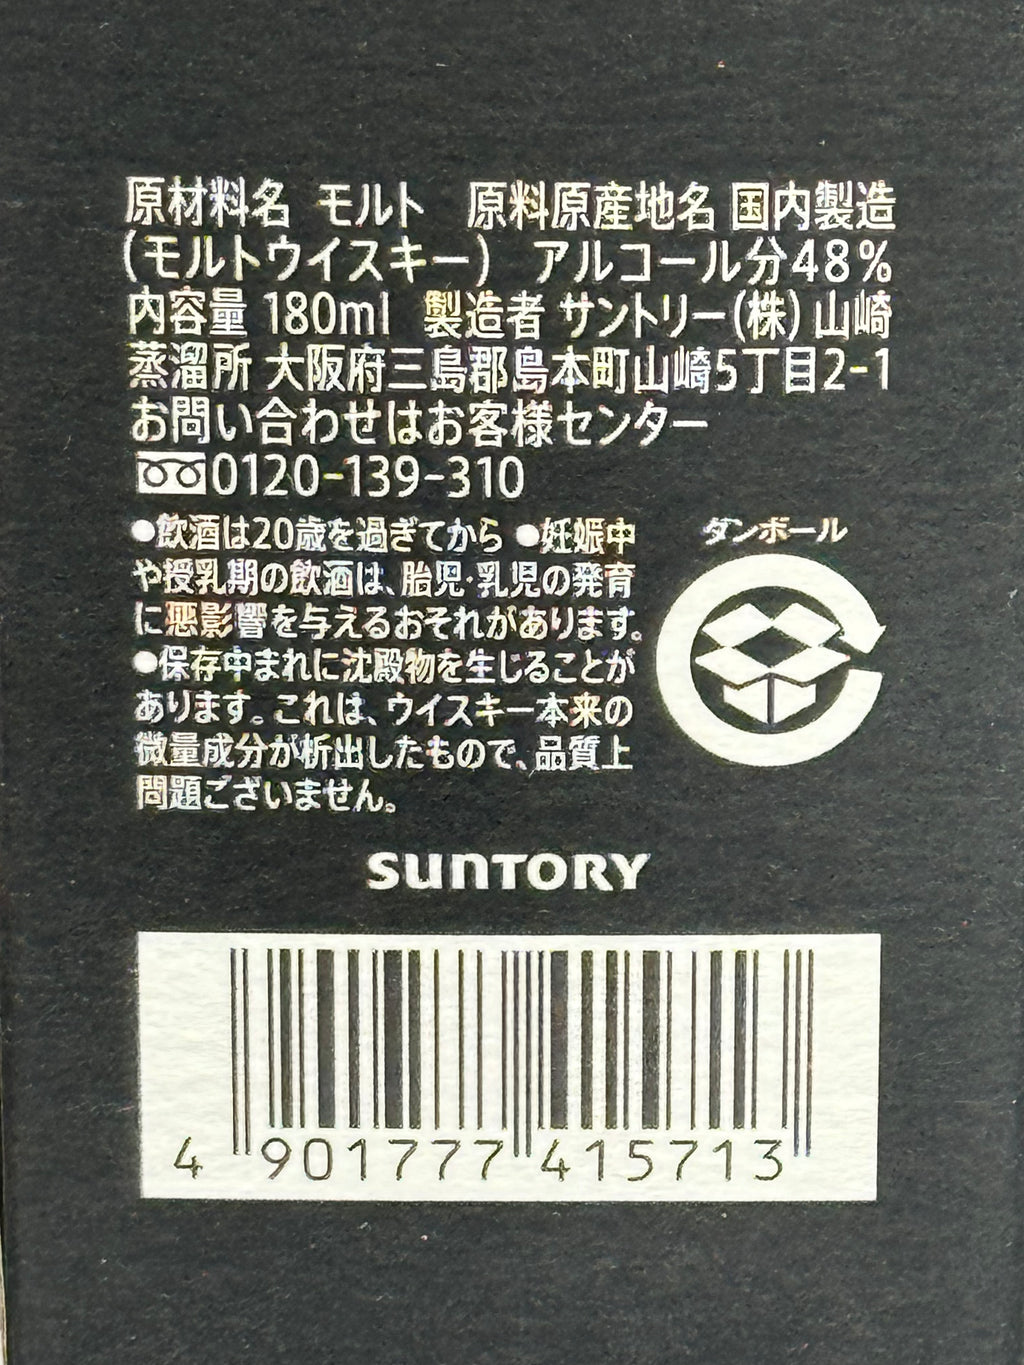 原材料名 モルト 原料原産地名 国内製造
(モルトウイスキー) アルコール分48%
内容量 180ml 製造者 サントリー(株) 山崎
蒸溜所 大阪府三島郡島本町山崎5丁目2-1
お問い合わせはお客様センター
0120-139-310
●飲酒は20歳を過ぎてから ●妊娠中
や授乳期の飲酒は、胎児・乳児の発育
に悪影響を与えるおそれがあります。
●保存中まれに沈殿物を生じることが
あります。これは、ウイスキー本来の
微量成分が析出したもので、品質上
問題ございません。
ダンボール
SUNTORY
4 901777 415713